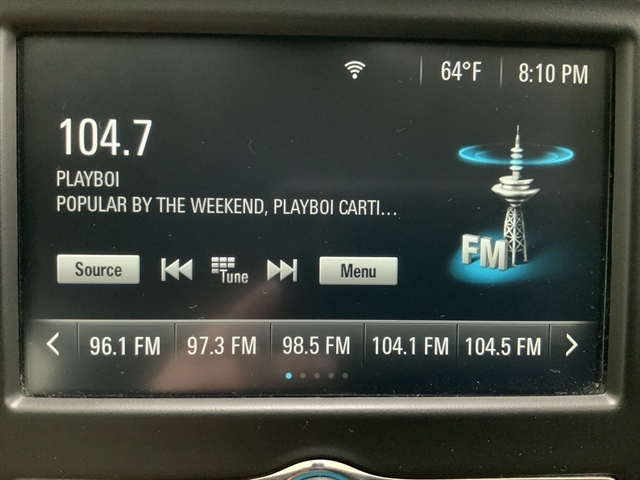 64°F 8:10 PM
104.7
PLAYBOI
POPULAR BY THE WEEKEND, PLAYBOI CARTI...
FM
Source Tune Menu
96.1 FM 97.3 FM 98.5 FM 104.1 FM 104.5 FM